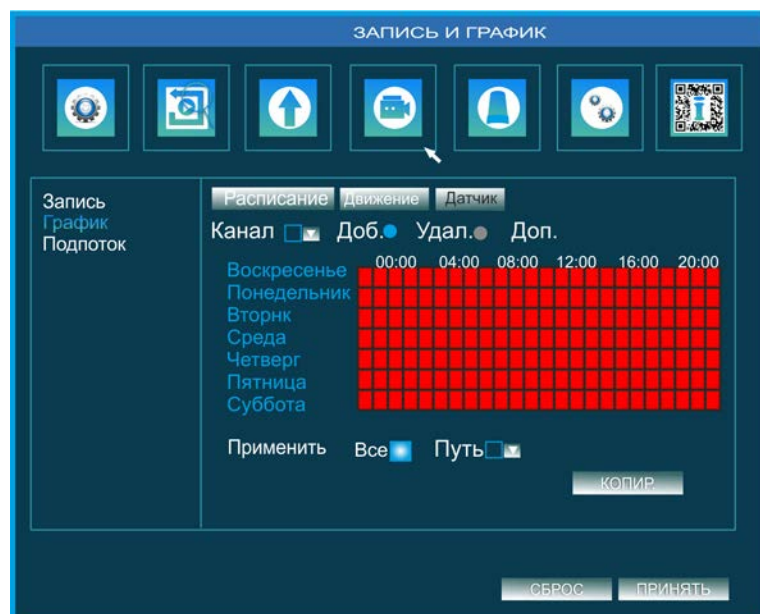 ЗАПИСЬ И ГРАФИК
Запись
График
Подпоток
Расписание Движение Датчик
Канал Доб. Удал. Доп.
00:00 04:00 08:00 12:00 16:00 20:00
Воскресенье
Понедельник
Вторнк
Среда
Четверг
Пятница
Суббота
Применить Все Путь
КОПИР.
СБРОС ПРИНЯТЬ